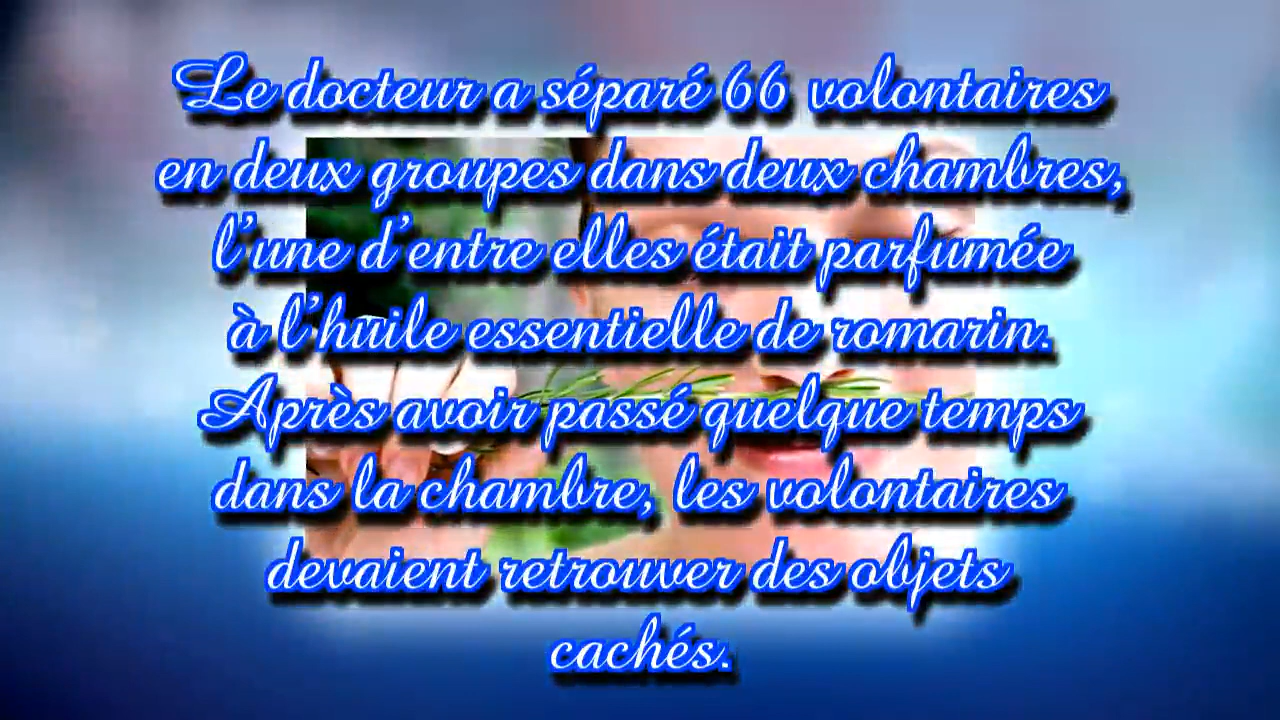 Le docteur a séparé 66 volontaires
en deux groupes dans deux chambres,
l'une d'entre elles était parfumée
à l'huile essentielle de romarin.
Après avoir passé quelque temps
dans la chambre, les volontaires
devaient retrouver des objets
cachés.